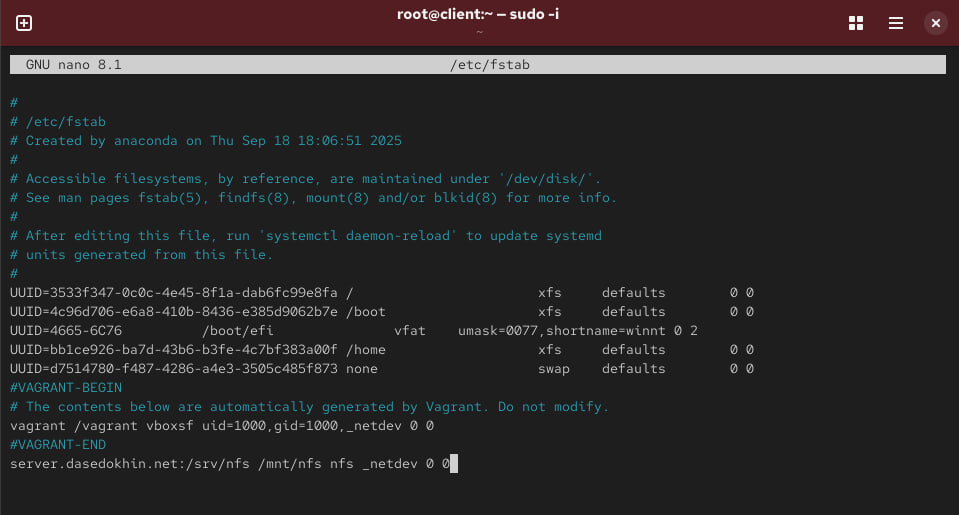 root@client:~ — sudo -i
~
GNU nano 8.1 /etc/fstab
#
# /etc/fstab
# Created by anaconda on Thu Sep 18 18:06:51 2025
#
# Accessible filesystems, by reference, are maintained under '/dev/disk/'.
# See man pages fstab(5), findfs(8), mount(8) and/or blkid(8) for more info.
#
# After editing this file, run 'systemctl daemon-reload' to update systemd
# units generated from this file.
#
UUID=3533f347-0c0c-4e45-8f1a-dab6fc99e8fa / xfs defaults 0 0
UUID=4c96d706-e6a8-410b-8436-e385d9062b7e /boot xfs defaults 0 0
UUID=4665-6C76 /boot/efi vfat umask=0077,shortname=winnt 0 2
UUID=bb1ce926-ba7d-43b6-b3fe-4c7bf383a00f /home xfs defaults 0 0
UUID=d7514780-f487-4286-a4e3-3505c485f873 none swap defaults 0 0
#VAGRANT-BEGIN
# The contents below are automatically generated by Vagrant. Do not modify.
vagrant /vagrant vboxsf uid=1000,gid=1000,_netdev 0 0
#VAGRANT-END
server.dasedokhin.net:/srv/nfs /mnt/nfs nfs _netdev 0 0